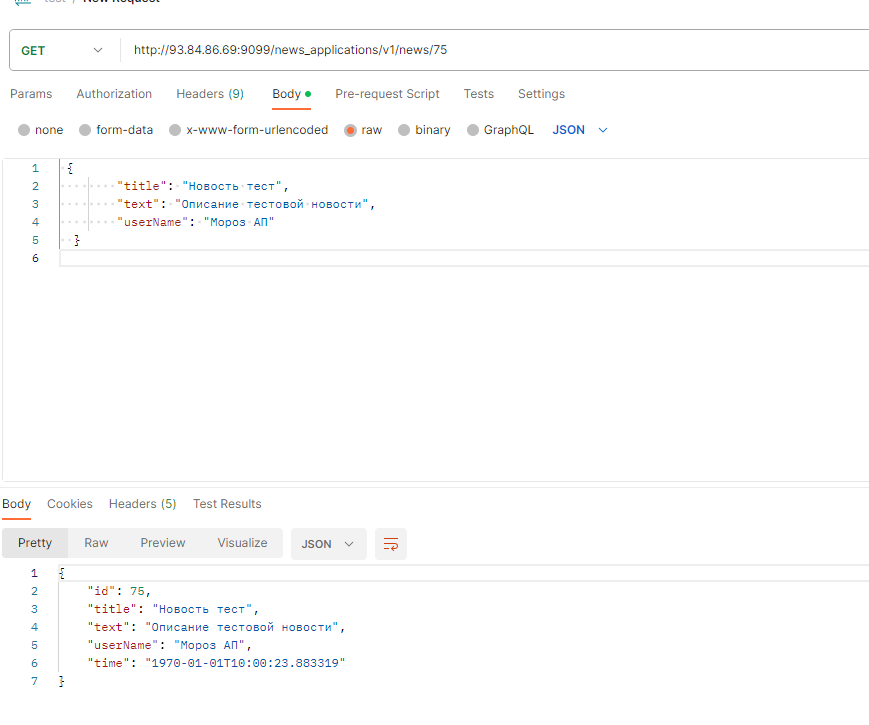 test / New Request
GET http://93.84.86.69:9099/news_applications/v1/news/75
Params Authorization Headers (9) Body Pre-request Script Tests Settings
none form-data x-www-form-urlencoded raw binary GraphQL JSON
1 {
2 "title": "Новость тест",
3 "text": "Описание тестовой новости",
4 "userName": "Мороз АП"
5 }
6
Body Cookies Headers (5) Test Results
Pretty Raw Preview Visualize JSON
1 {
2 "id": 75,
3 "title": "Новость тест",
4 "text": "Описание тестовой новости",
5 "userName": "Мороз АП",
6 "time": "1970-01-01T10:00:23.883319"
7 }